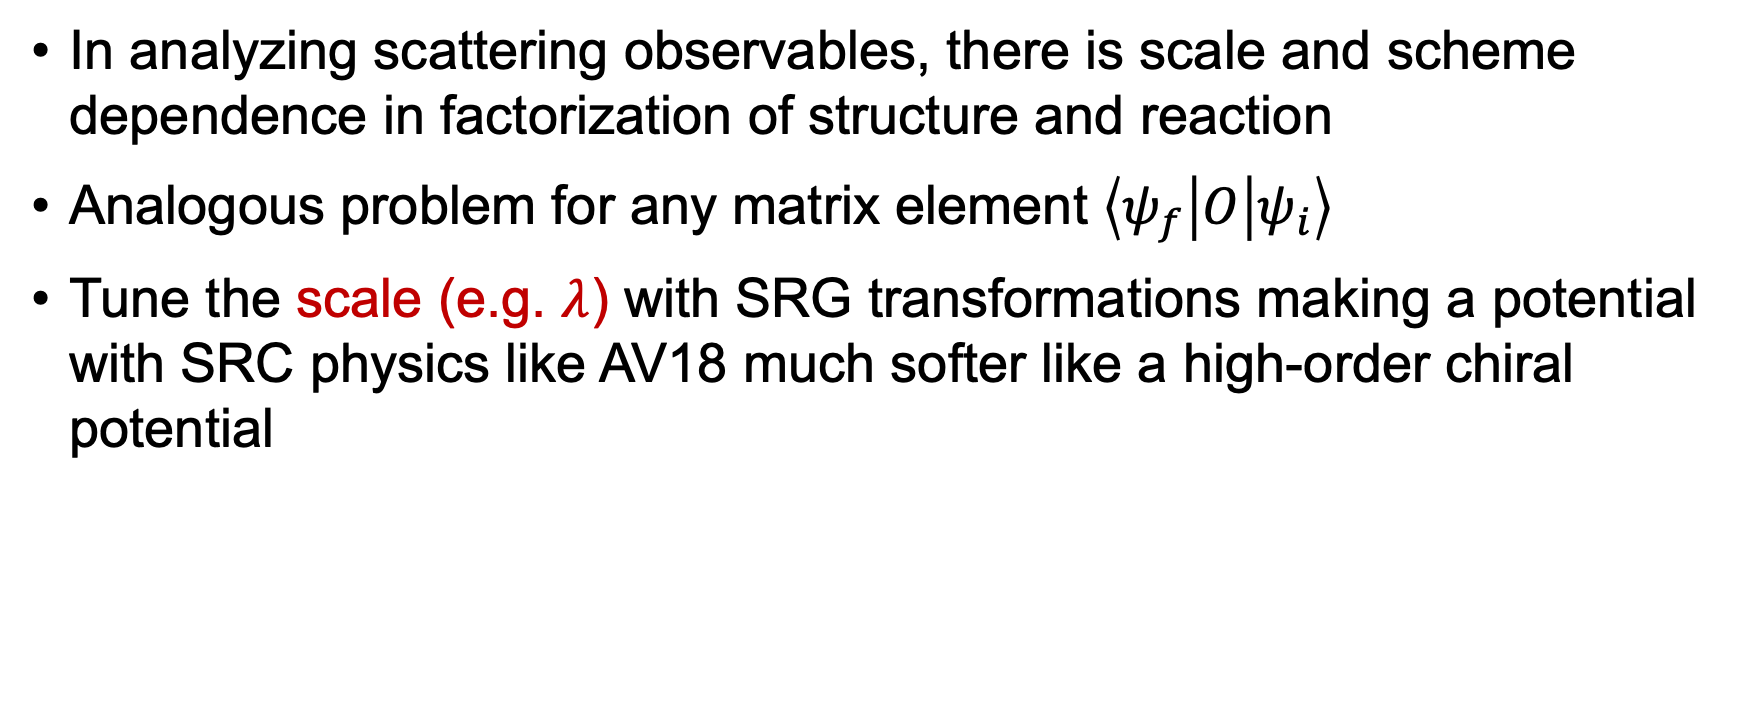 • In analyzing scattering observables, there is scale and scheme
dependence in factorization of structure and reaction
• Analogous problem for any matrix element ⟨ψ_f|O|ψ_i⟩
• Tune the scale (e.g. λ) with SRG transformations making a potential
with SRC physics like AV18 much softer like a high-order chiral
potential